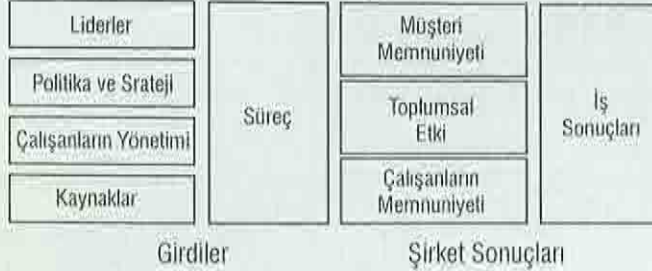 Liderler
Politika ve Srateji
Çalışanların Yönetimi
Kaynaklar
Süreç
Müşteri
Memnuniyeti
Toplumsal
Etki
Çalışanların
Memnuniyeti
İş
Sonuçları
Girdiler
Şirket Sonuçları